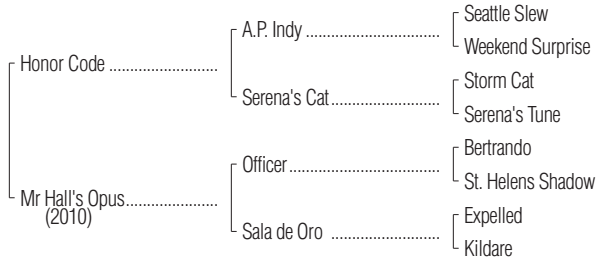 Seattle Slew
A.P. Indy ................................
Weekend Surprise
Honor Code ..........................
Storm Cat
Serena's Cat..........................
Serena's Tune
Bertrando
Officer....................................
St. Helens Shadow
Mr Hall's Opus......................
(2010)
Expelled
Sala de Oro ..........................
Kildare